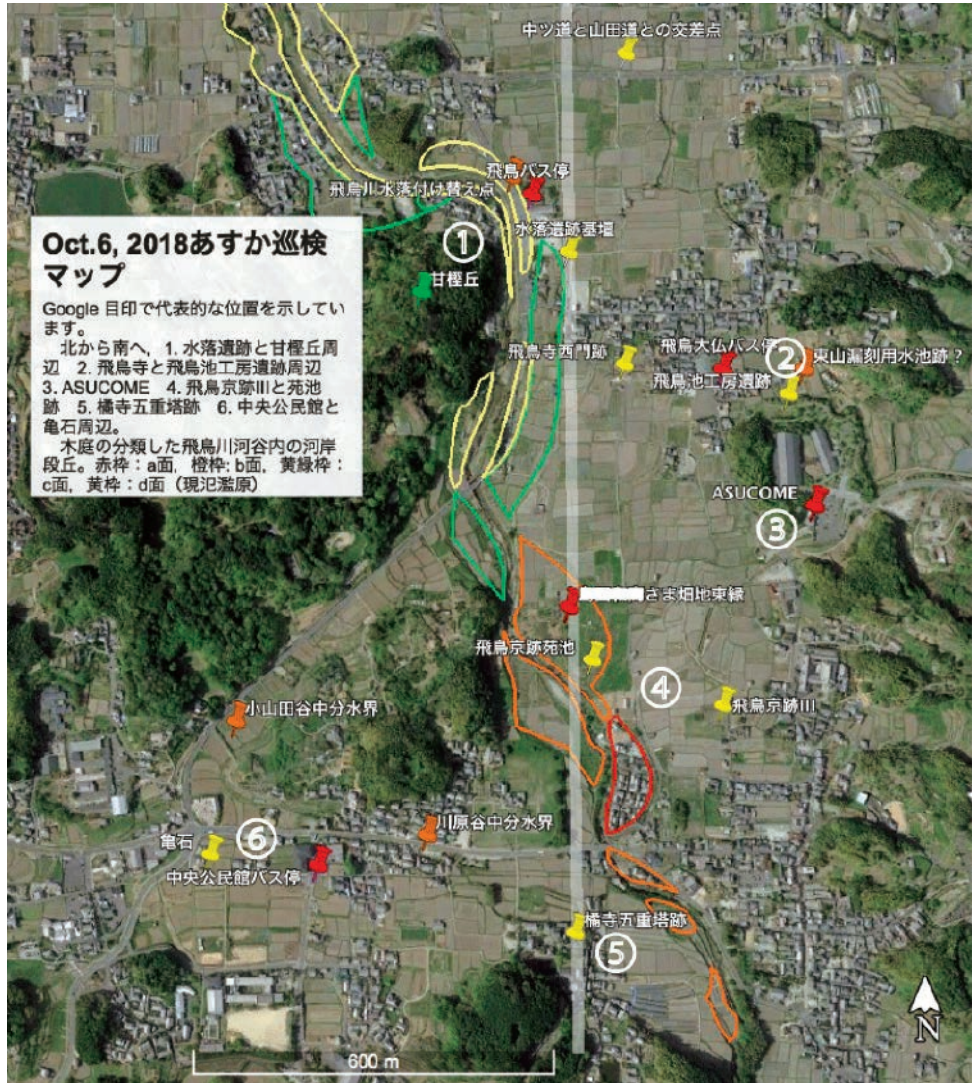 中ツ道と山田道との交差点
飛鳥バス停
飛鳥川水落付け替え点
水落遺跡基壇
①
甘樫丘
Oct.6, 2018あすか巡検
マップ
Google 目印で代表的な位置を示してい
ます。
北から南へ，1. 水落遺跡と甘樫丘周
辺　2. 飛鳥寺と飛鳥池工房遺跡周辺
3. ASUCOME　4. 飛鳥京跡IIIと苑池
跡　5. 橘寺五重塔跡　6. 中央公民館と
亀石周辺。
木庭の分類した飛鳥川河谷内の河岸
段丘。赤枠：a面，橙枠: b面，黄緑枠：
c面，黄枠：d面（現氾濫原）
飛鳥寺西門跡
飛鳥大仏バス停
②
東山漏刻用水池跡？
飛鳥池工房遺跡
ASUCOME
③
さま畑地東縁
飛鳥京跡苑池
④
飛鳥京跡III
小山田谷中分水界
川原谷中分水界
亀石
⑥
中央公民館バス停
橘寺五重塔跡
⑤
N
600 m